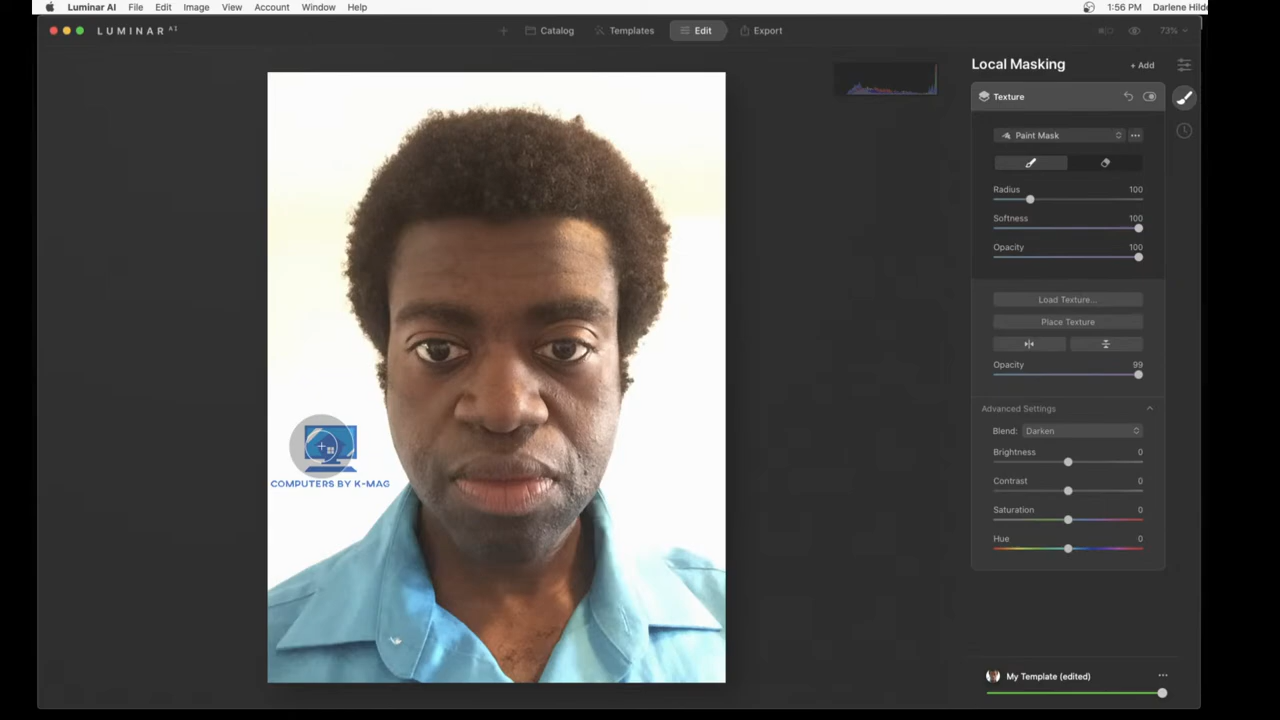 Luminar AI File Edit Image View Account Window Help 1:56 PM Darlene Hild
LUMINAR AI Catalog Templates Edit Export 73%
Local Masking + Add
Texture
Paint Mask
Radius 100
Softness 100
Opacity 100
Load Texture...
Place Texture
Opacity 99
Advanced Settings
Blend: Darken
Brightness 0
Contrast 0
Saturation 0
Hue 0
COMPUTERS BY K-MAG
My Template (edited)